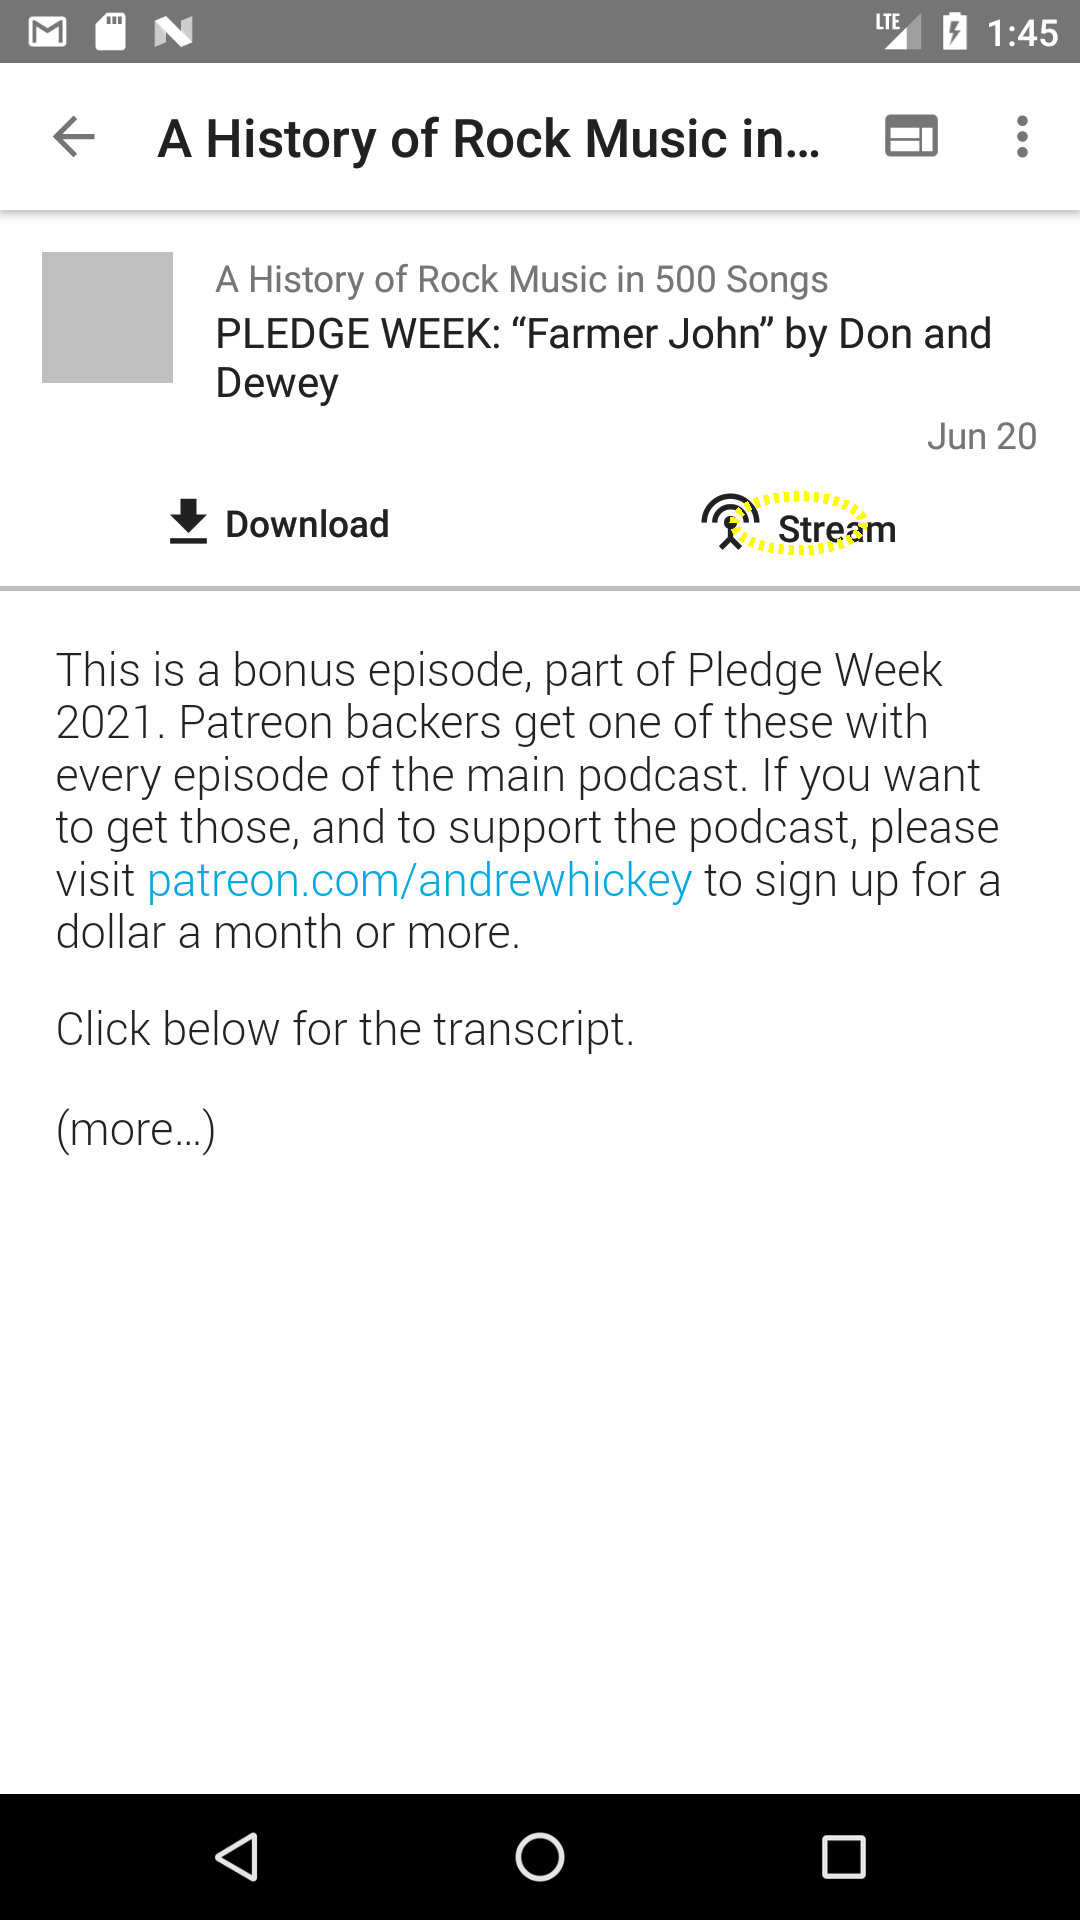 LTE 1:45
A History of Rock Music in...
A History of Rock Music in 500 Songs
PLEDGE WEEK: “Farmer John” by Don and
Dewey
Jun 20
Download Stream
This is a bonus episode, part of Pledge Week
2021. Patreon backers get one of these with
every episode of the main podcast. If you want
to get those, and to support the podcast, please
visit patreon.com/andrewhickey to sign up for a
dollar a month or more.
Click below for the transcript.
(more…)